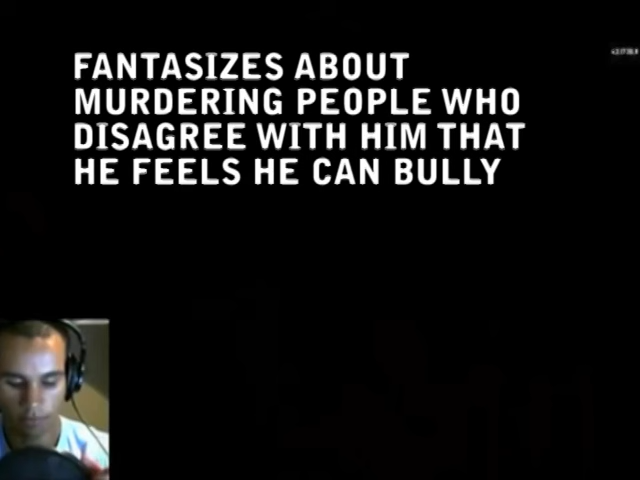 FANTASIZES ABOUT
MURDERING PEOPLE WHO
DISAGREE WITH HIM THAT
HE FEELS HE CAN BULLY